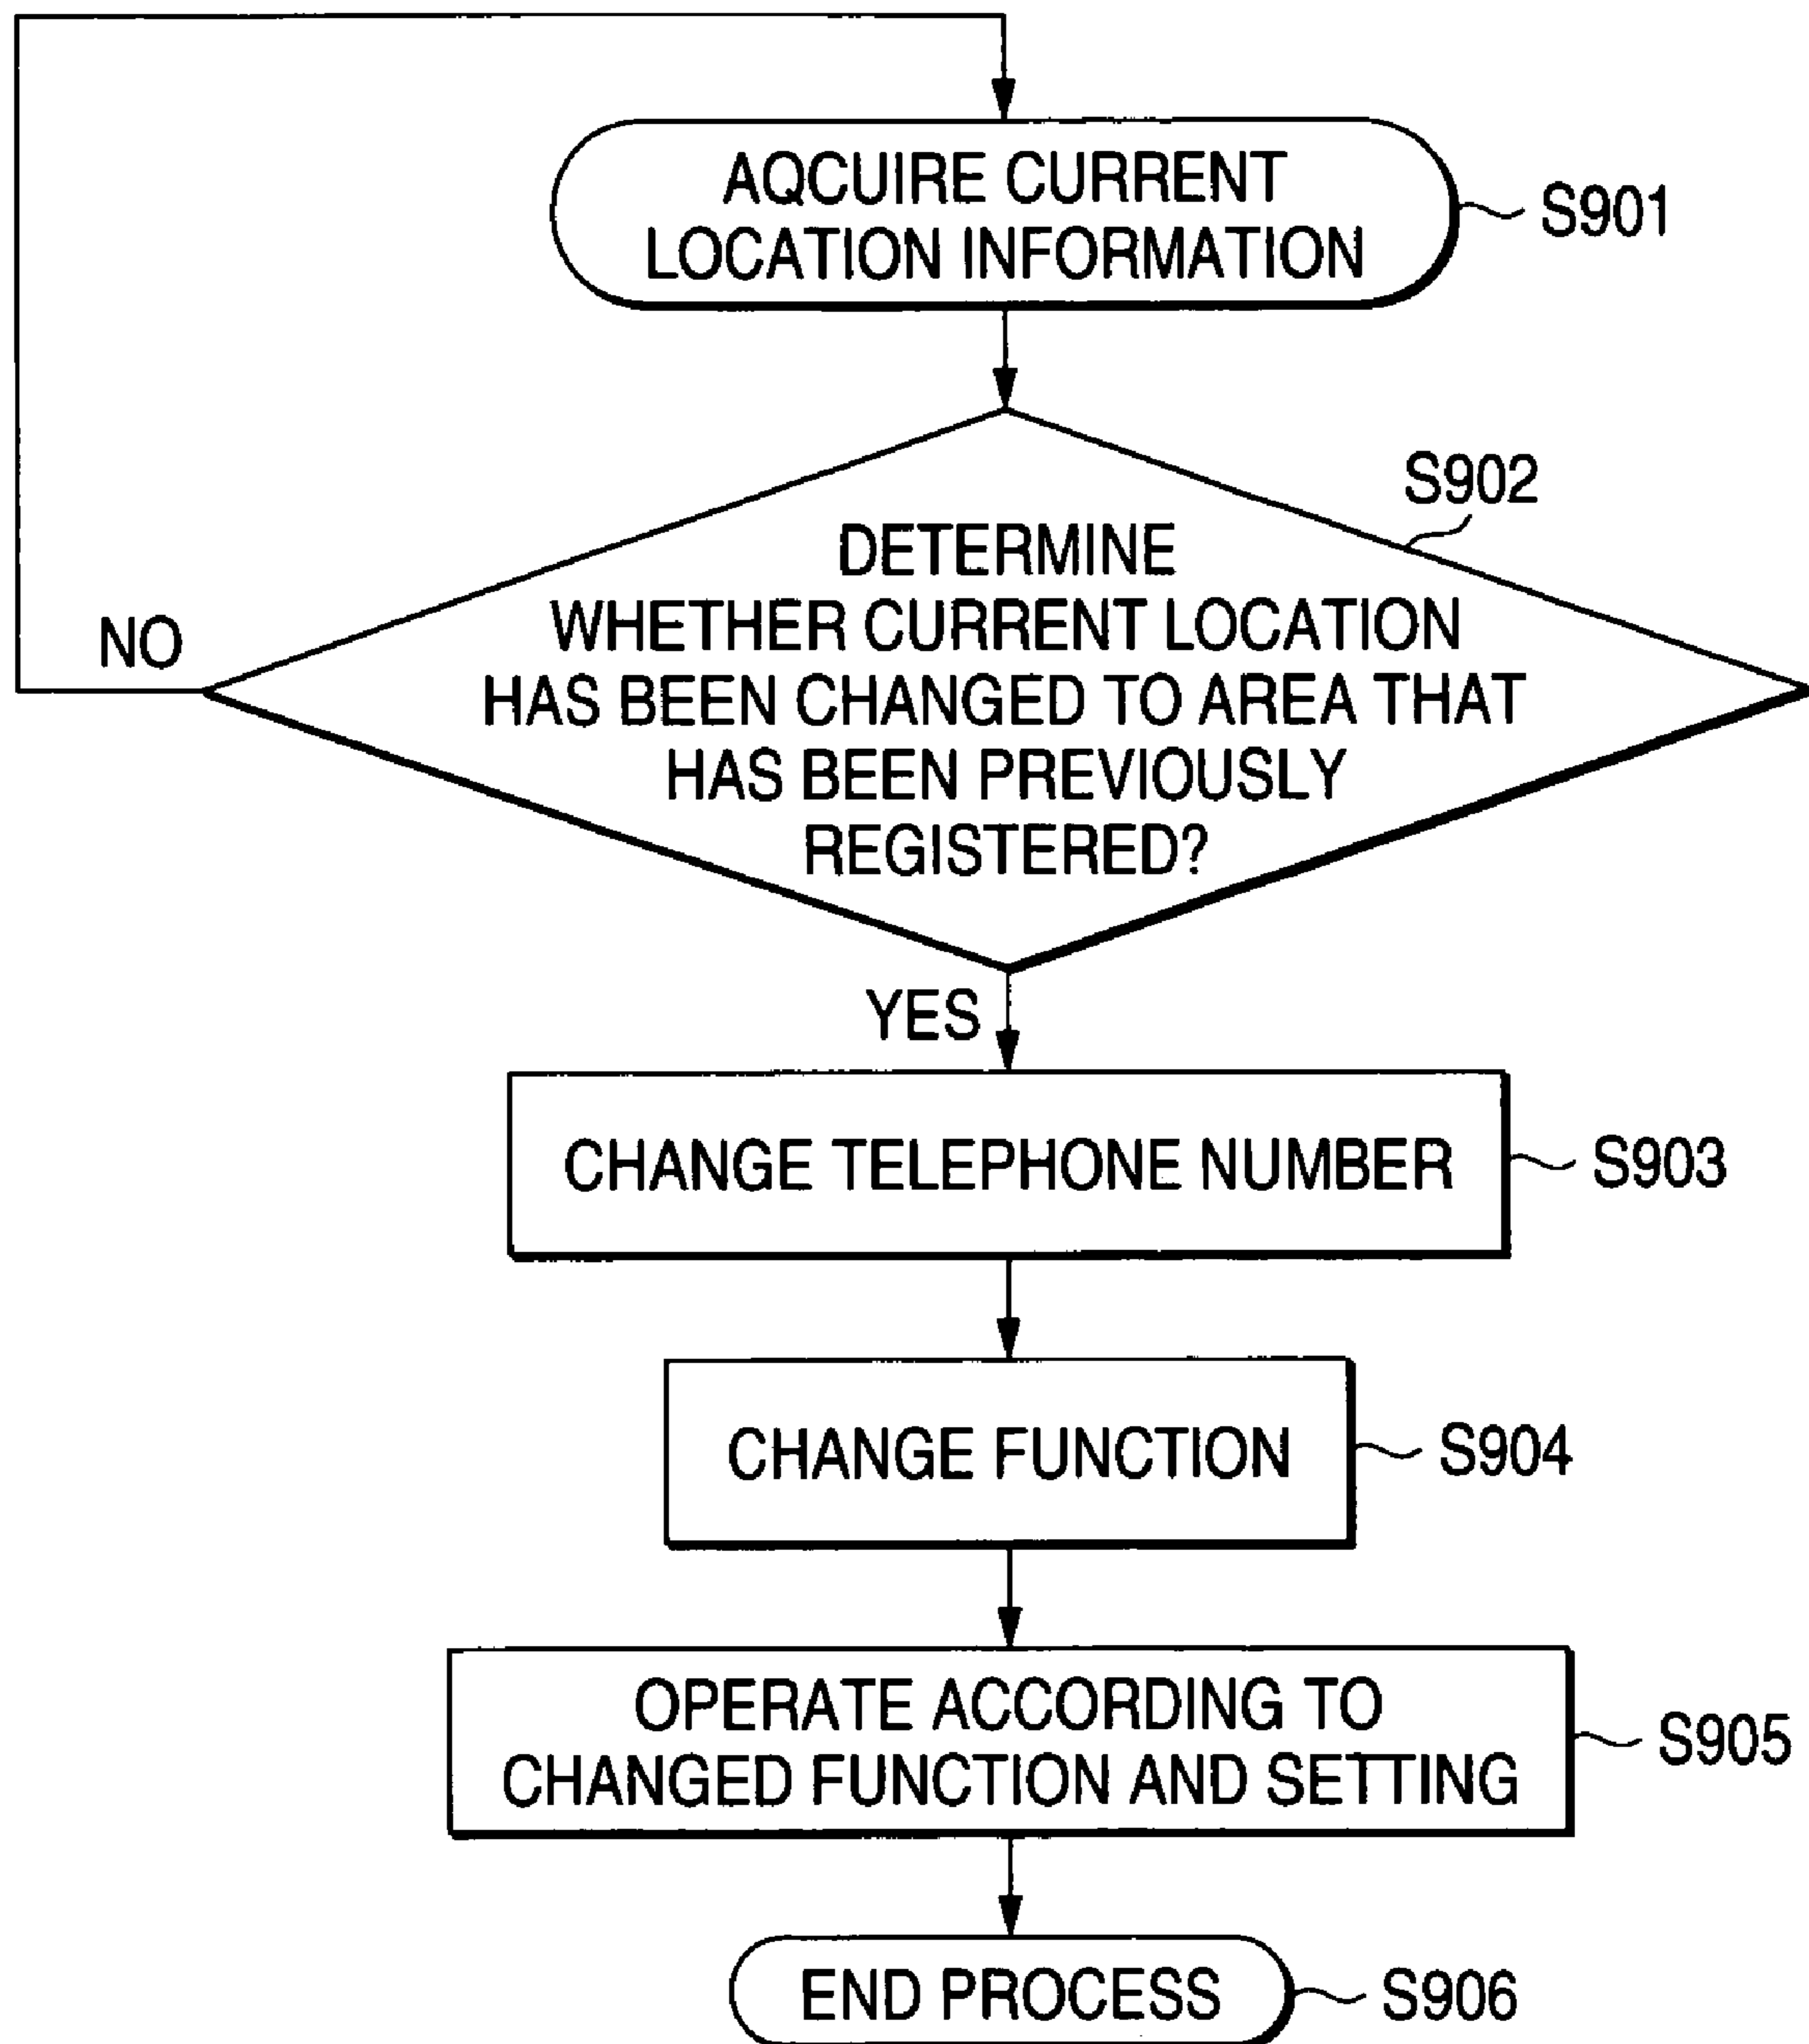 AQCUIRE CURRENT
LOCATION INFORMATION
S901
S902
DETERMINE
WHETHER CURRENT LOCATION
HAS BEEN CHANGED TO AREA THAT
HAS BEEN PREVIOUSLY
REGISTERED?
NO
YES
CHANGE TELEPHONE NUMBER
S903
CHANGE FUNCTION
S904
OPERATE ACCORDING TO
CHANGED FUNCTION AND SETTING
S905
END PROCESS
S906